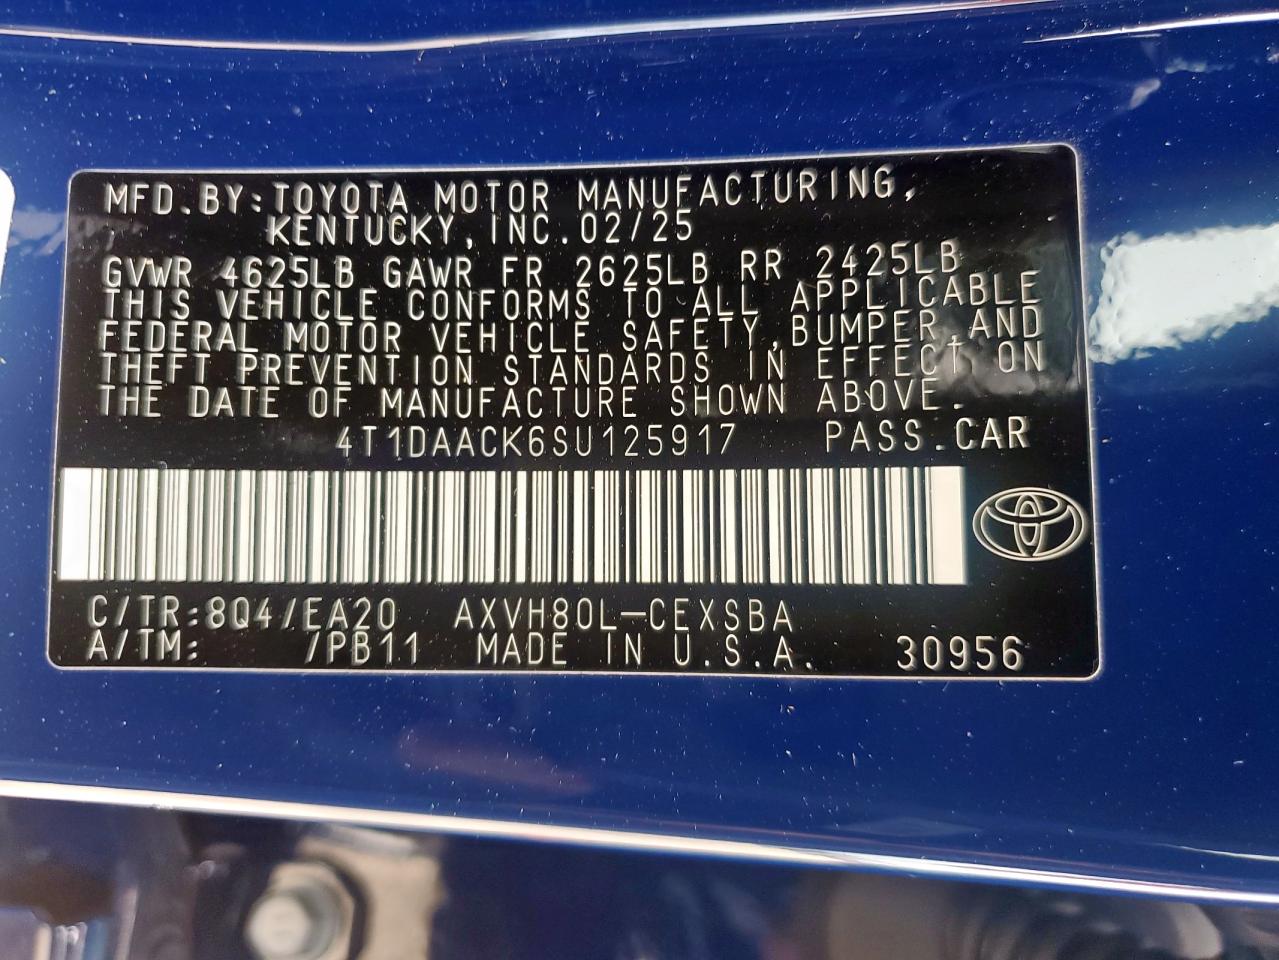 MFD.BY:TOYOTA MOTOR MANUFACTURING,
KENTUCKY,INC.02/25
GVWR 4625LB GAWR FR 2625LB RR 2425LB
THIS VEHICLE CONFORMS TO ALL APPLICABLE
FEDERAL MOTOR VEHICLE SAFETY,BUMPER,AND
THEFT PREVENTION STANDARDS IN EFFECT ON
THE DATE OF MANUFACTURE SHOWN ABOVE.
4T1DAACK6SU125917 PASS.CAR
C/TR:8Q4/EA20 AXVH80L-CEXSBA
A/TM: /PB11 MADE IN U.S.A. 30956